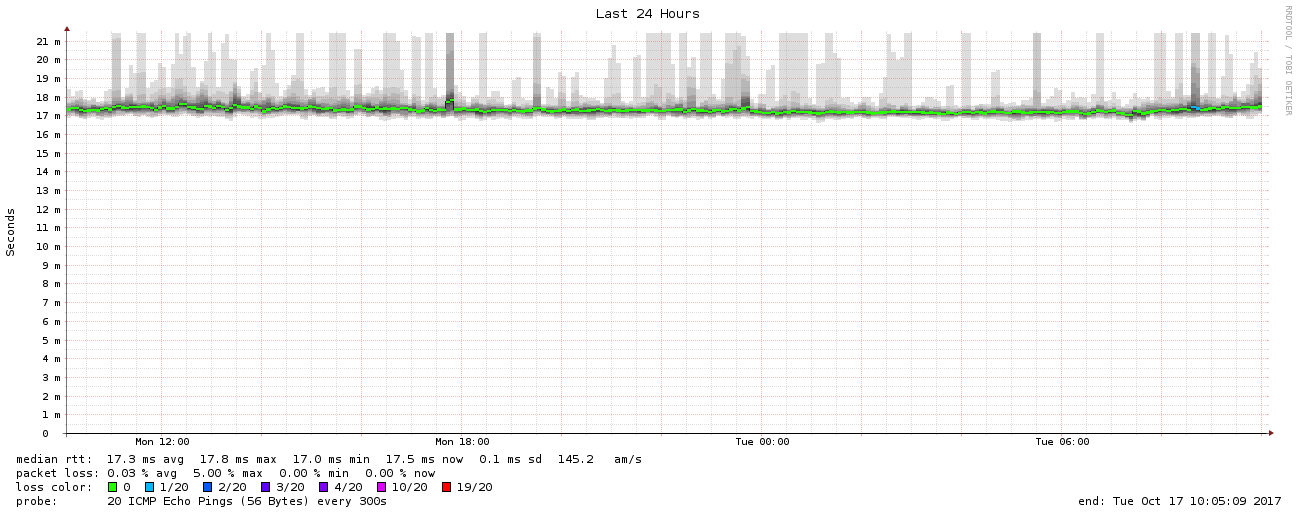 Last 24 Hours
RRDTOOL / TOBI OETIKER
Seconds
21 m
20 m
19 m
18 m
17 m
16 m
15 m
14 m
13 m
12 m
11 m
10 m
9 m
8 m
7 m
6 m
5 m
4 m
3 m
2 m
1 m
0
Mon 12:00 Mon 18:00 Tue 00:00 Tue 06:00
median rtt: 17.3 ms avg 17.8 ms max 17.0 ms min 17.5 ms now 0.1 ms sd 145.2 am/s
packet loss: 0.03 % avg 5.00 % max 0.00 % min 0.00 % now
loss color: 0 1/20 2/20 3/20 4/20 10/20 19/20
probe: 20 ICMP Echo Pings (56 Bytes) every 300s end: Tue Oct 17 10:05:09 2017